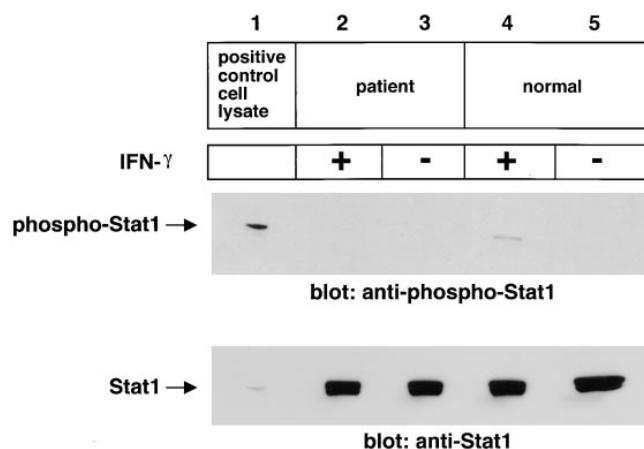 1 2 3 4 5
positive
control
cell
lysate
patient normal
IFN-γ + - + -
phospho-Stat1
blot: anti-phospho-Stat1
Stat1
blot: anti-Stat1